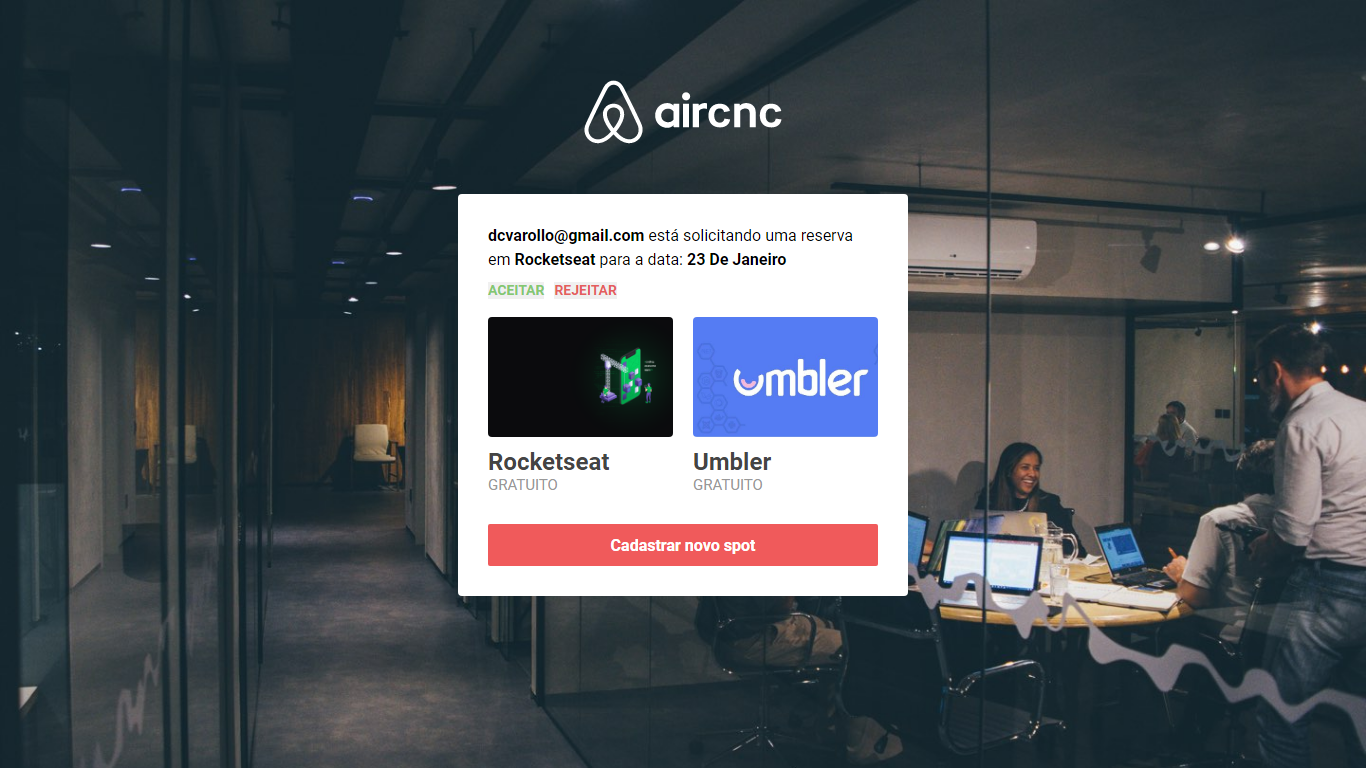 aircnc
dcvarollo@gmail.com está solicitando uma reserva
em Rocketseat para a data: 23 De Janeiro
ACEITAR REJEITAR
umbler
Rocketseat Umbler
GRATUITO GRATUITO
Cadastrar novo spot